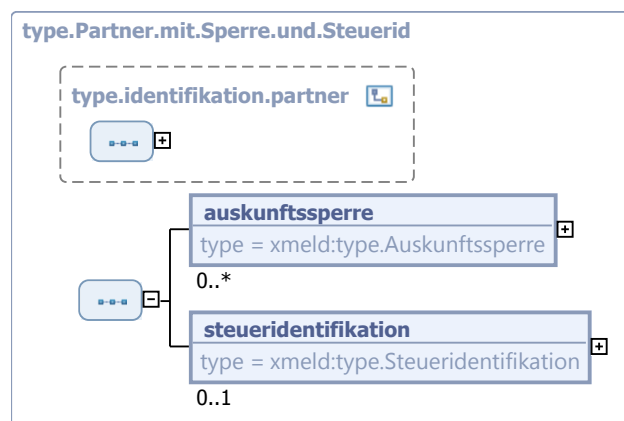 type.Partner.mit.Sperre.und.Steuerid
type.identifikation.partner
auskunftssperre
type = xmeld:type.Auskunftssperre
0..*
steueridentifikation
type = xmeld:type.Steueridentifikation
0..1